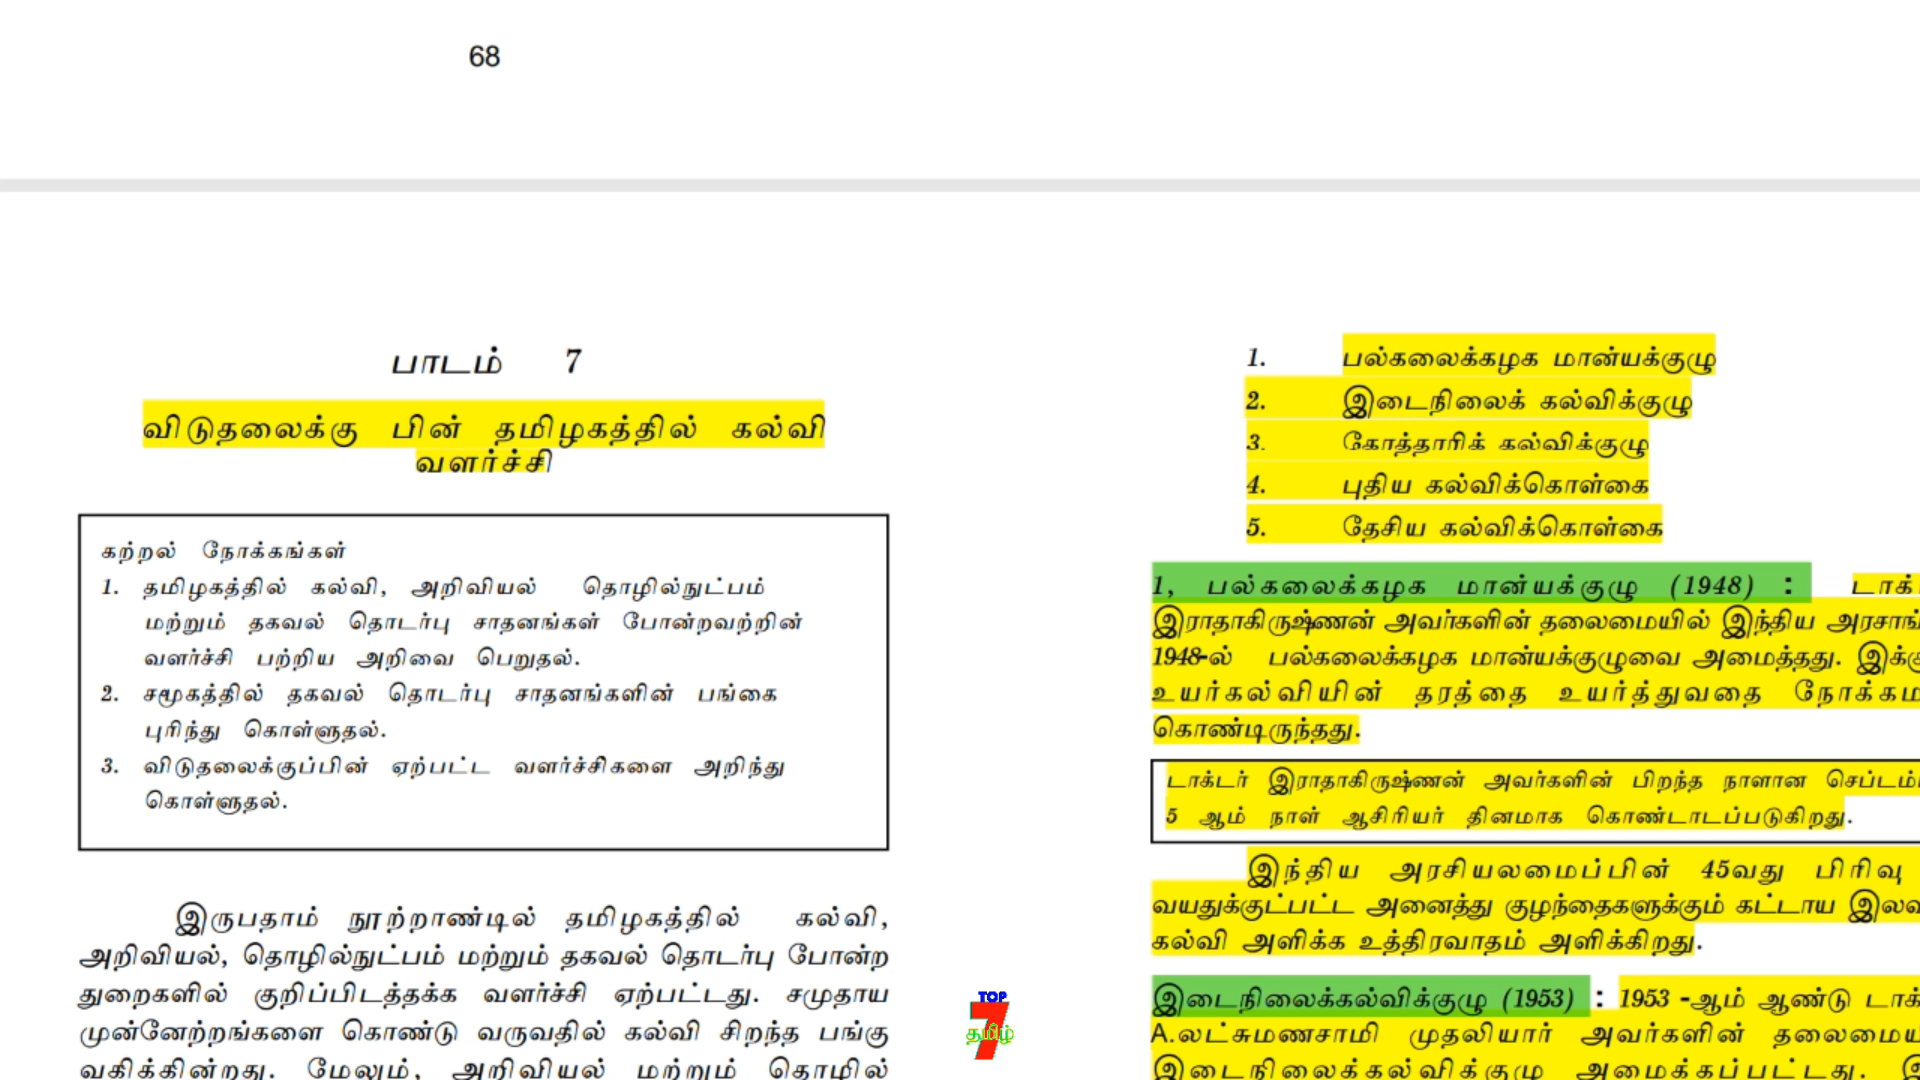 68
பாடம் 7
விடுதலைக்கு பின் தமிழகத்தில் கல்வி
வளர்ச்சி
கற்றல் நோக்கங்கள்
1. தமிழகத்தில் கல்வி, அறிவியல் தொழில்நுட்பம்
மற்றும் தகவல் தொடர்பு சாதனங்கள் போன்றவற்றின்
வளர்ச்சி பற்றிய அறிவை பெறுதல்.
2. சமூகத்தில் தகவல் தொடர்பு சாதனங்களின் பங்கை
புரிந்து கொள்ளுதல்.
3. விடுதலைக்குப்பின் ஏற்பட்ட வளர்ச்சிகளை அறிந்து
கொள்ளுதல்.
இருபதாம் நூற்றாண்டில் தமிழகத்தில் கல்வி,
அறிவியல், தொழில்நுட்பம் மற்றும் தகவல் தொடர்பு போன்ற
துறைகளில் குறிப்பிடத்தக்க வளர்ச்சி ஏற்பட்டது. சமுதாய
முன்னேற்றங்களை கொண்டு வருவதில் கல்வி சிறந்த பங்கு
வகிக்கின்றது. மேலும், அறிவியல் மற்றும் தொழில்
1. பல்கலைக்கழக மான்யக்குழு
2. இடைநிலைக் கல்விக்குழு
3. கோத்தாரிக் கல்விக்குழு
4. புதிய கல்விக்கொள்கை
5. தேசிய கல்விக்கொள்கை
1, பல்கலைக்கழக மான்யக்குழு (1948) :
இராதாகிருஷ்ணன் அவர்களின் தலைமையில் இந்திய
1948-ல் பல்கலைக்கழக மான்யக்குழுவை அமைத்தது.
உயர்கல்வியின் தரத்தை உயர்த்துவதை
கொண்டிருந்தது.
டாக்டர் இராதாகிருஷ்ணன் அவர்களின் பிறந்த நாளான
5 ஆம் நாள் ஆசிரியர் தினமாக கொண்டாடப்படுகிறது.
இந்திய அரசியலமைப்பின் 45வது பிரிவு
வயதுக்குட்பட்ட அனைத்து குழந்தைகளுக்கும் கட்டாய
கல்வி அளிக்க உத்திரவாதம் அளிக்கிறது.
இடைநிலைக்கல்விக்குழு (1953) : 1953 -ஆம் ஆண்டு
A.லட்சுமணசாமி முதலியார் அவர்களின்
இடைநிலைக்கல்விக்குழு அமைக்கப்பட்டது.
TOP
7
தமிழ்